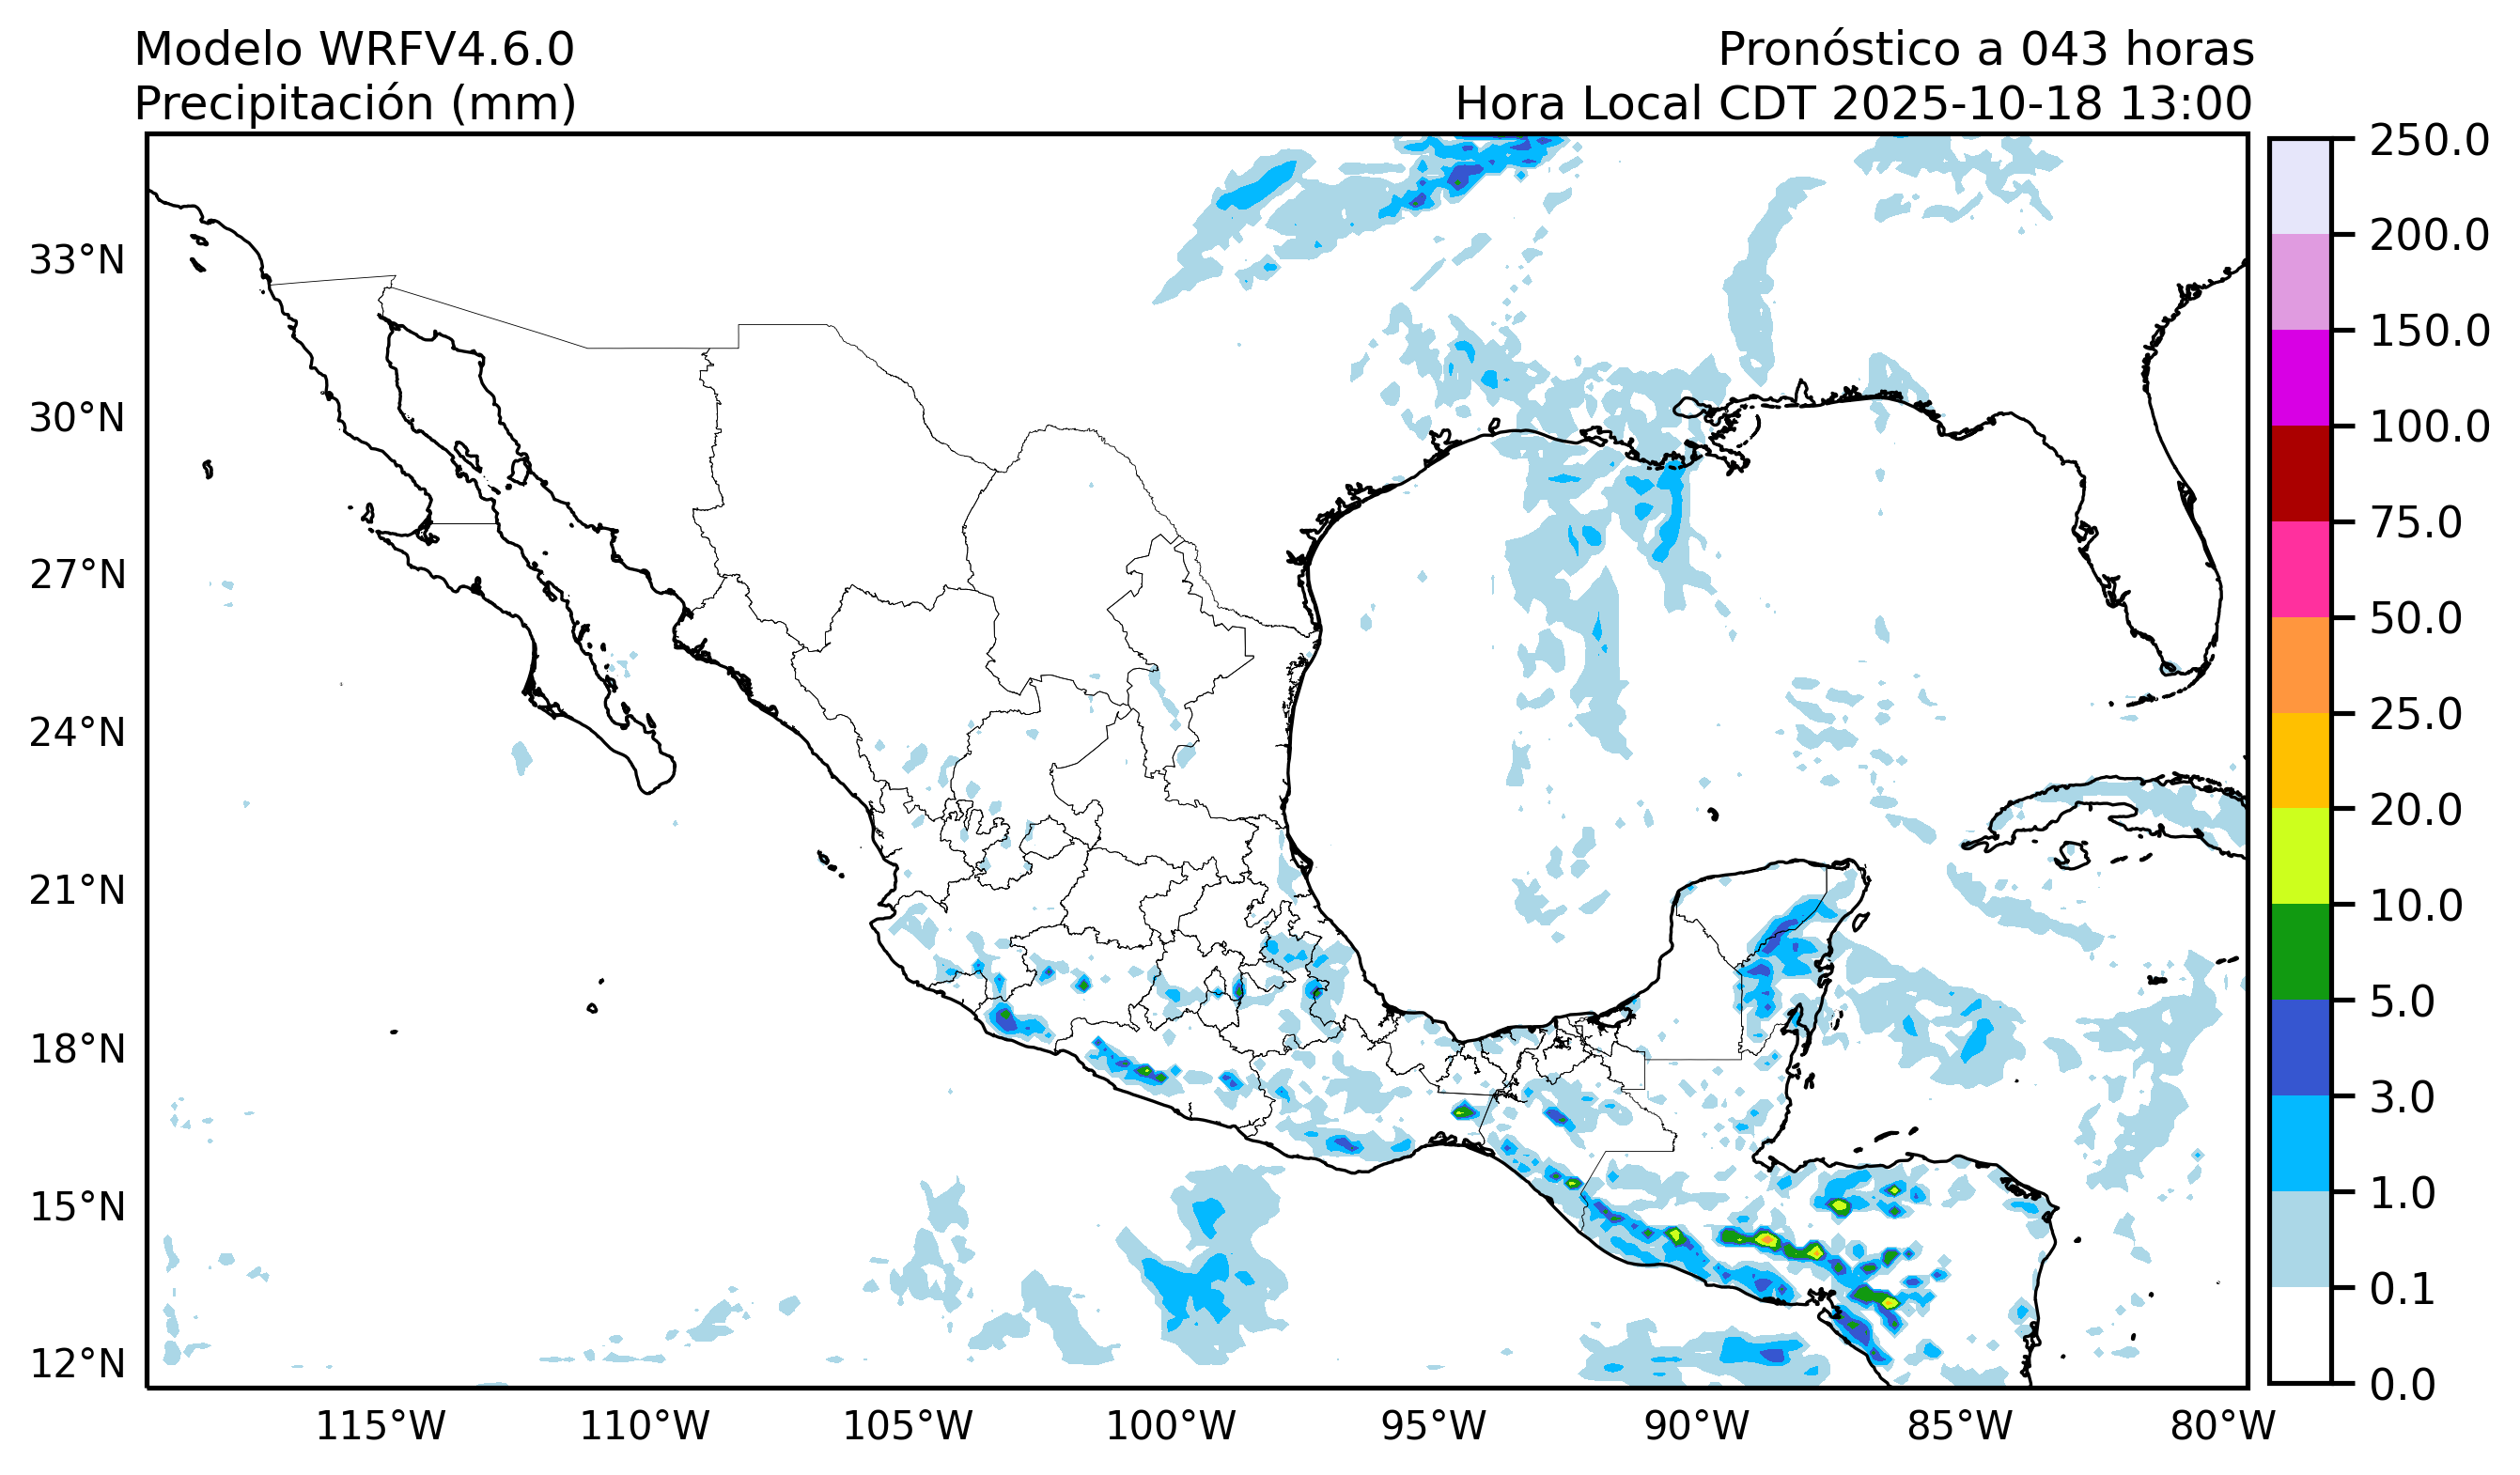 Modelo WRFV4.6.0
Precipitación (mm)
Pronóstico a 043 horas
Hora Local CDT 2025-10-18 13:00
33°N
30°N
27°N
24°N
21°N
18°N
15°N
12°N
115°W
110°W
105°W
100°W
95°W
90°W
85°W
80°W
250.0
200.0
150.0
100.0
75.0
50.0
25.0
20.0
10.0
5.0
3.0
1.0
0.1
0.0